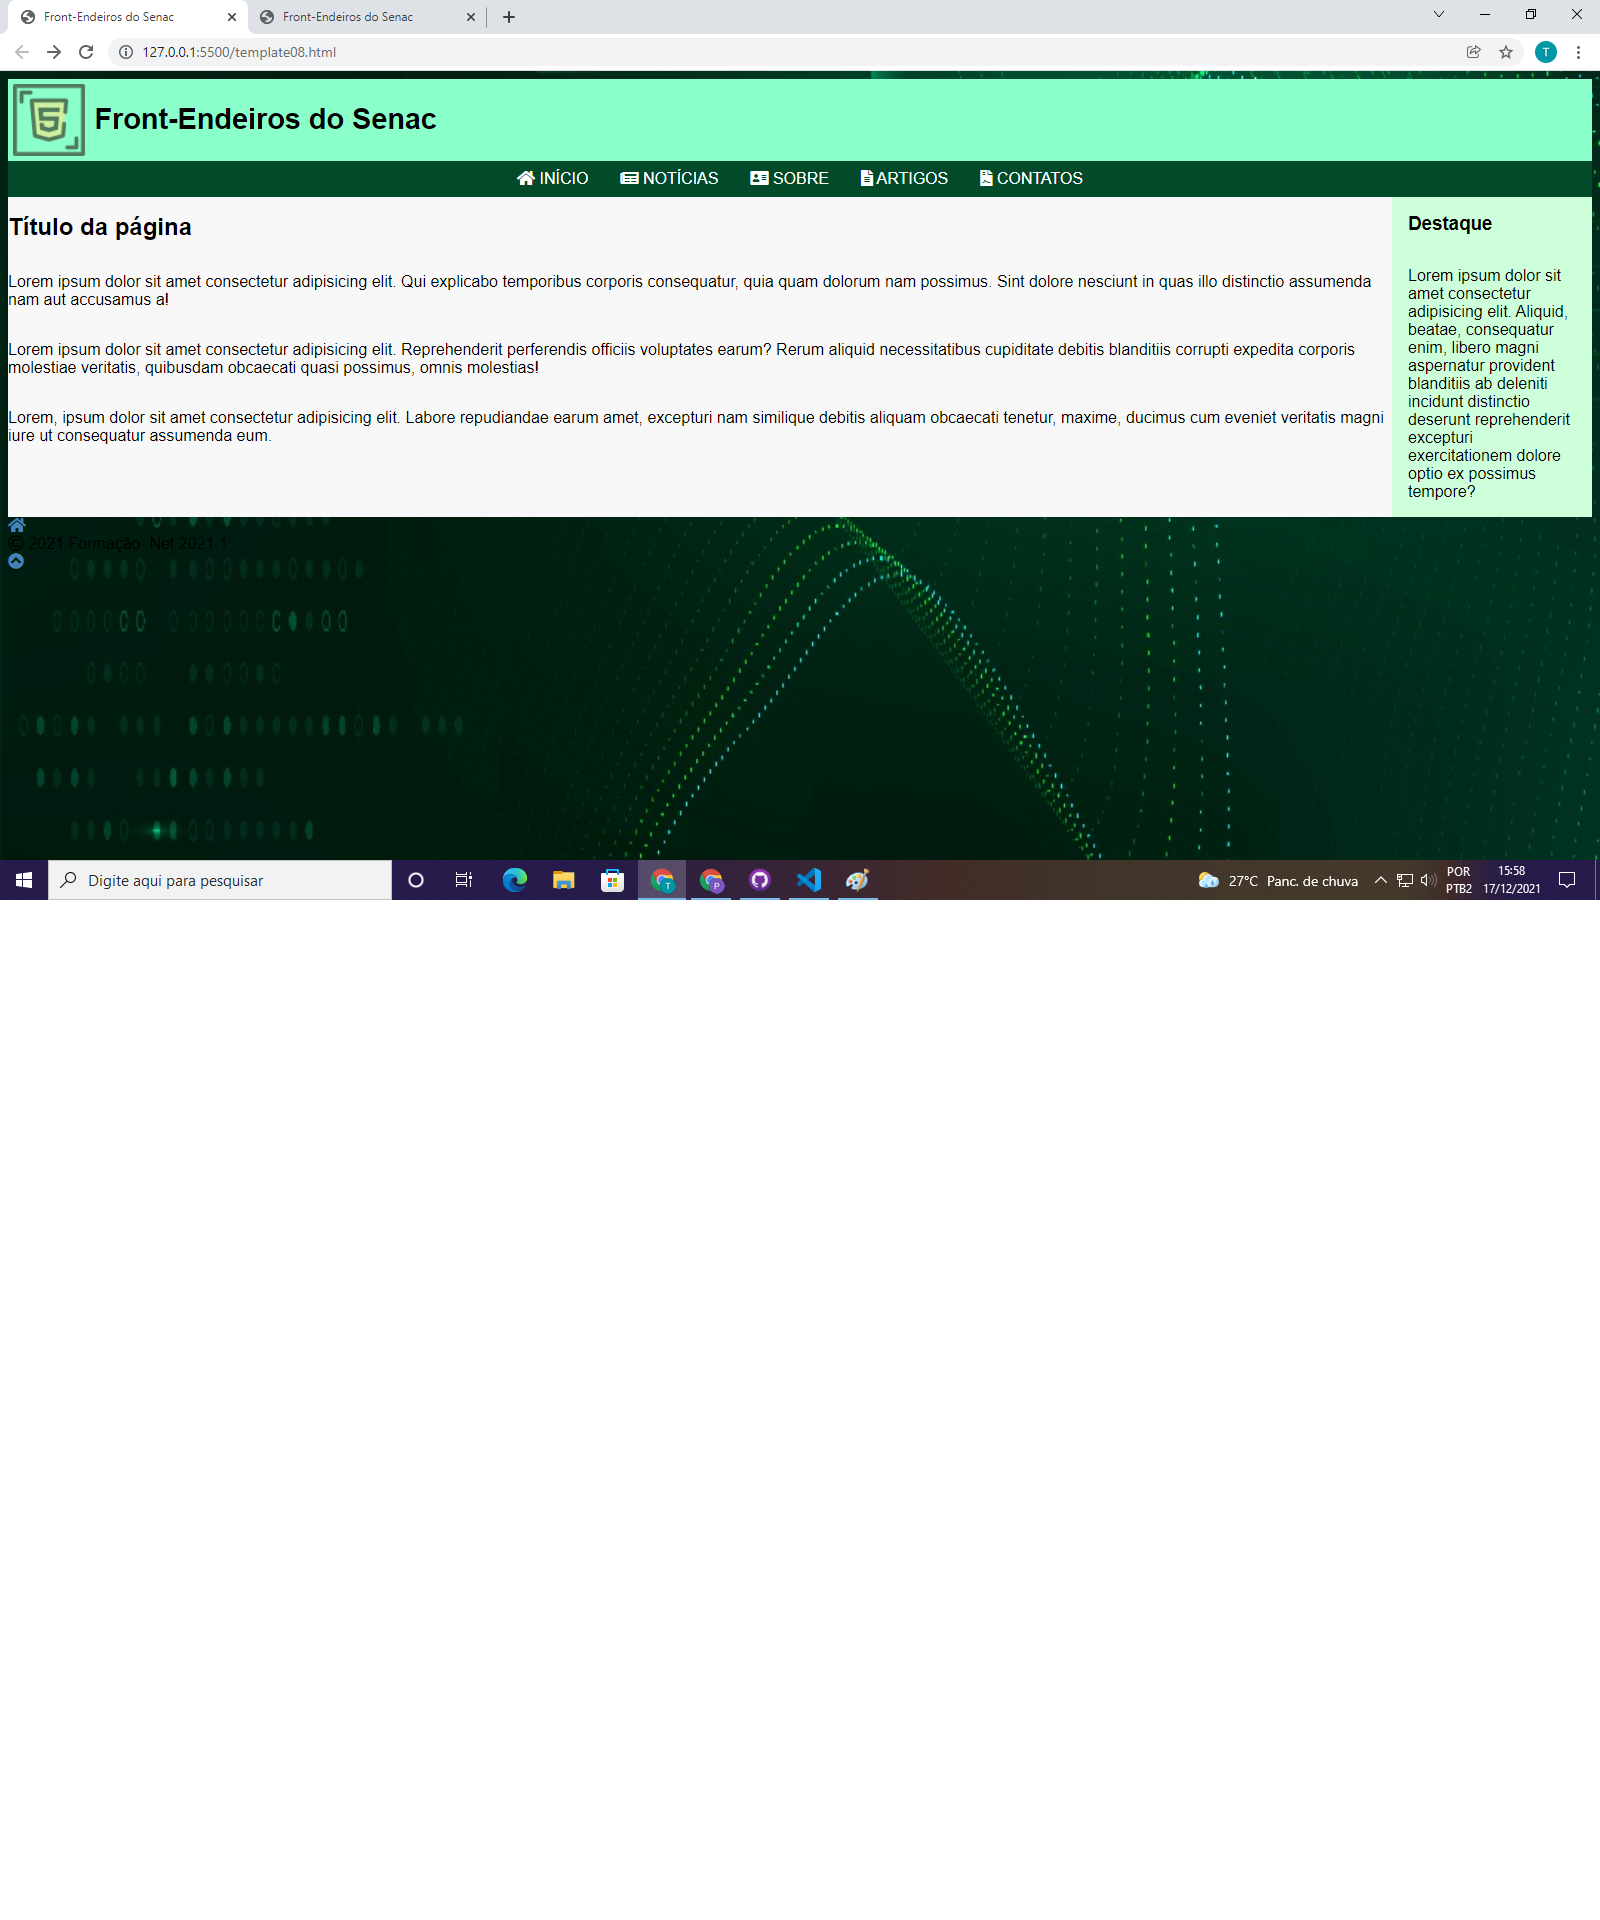 Front-Endeiros do Senac
Front-Endeiros do Senac
127.0.0.1:5500/template08.html
T
5
Front-Endeiros do Senac
INÍCIO NOTÍCIAS SOBRE ARTIGOS CONTATOS
Título da página
Lorem ipsum dolor sit amet consectetur adipisicing elit. Qui explicabo temporibus corporis consequatur, quia quam dolorum nam possimus. Sint dolore nesciunt in quas illo distinctio assumenda
nam aut accusamus a!
Lorem ipsum dolor sit amet consectetur adipisicing elit. Reprehenderit perferendis officiis voluptates earum? Rerum aliquid necessitatibus cupiditate debitis blanditiis corrupti expedita corporis
molestiae veritatis, quibusdam obcaecati quasi possimus, omnis molestias!
Lorem, ipsum dolor sit amet consectetur adipisicing elit. Labore repudiandae earum amet, excepturi nam similique debitis aliquam obcaecati tenetur, maxime, ducimus cum eveniet veritatis magni
iure ut consequatur assumenda eum.
Destaque
Lorem ipsum dolor sit
amet consectetur
adipisicing elit. Aliquid,
beatae, consequatur
enim, libero magni
aspernatur provident
blanditiis ab deleniti
incidunt distinctio
deserunt reprehenderit
excepturi
exercitationem dolore
optio ex possimus
tempore?
© 2021 Formação .Net 2021.1
Digite aqui para pesquisar
T
P
27°C Panc. de chuva
POR
PTB2
15:58
17/12/2021